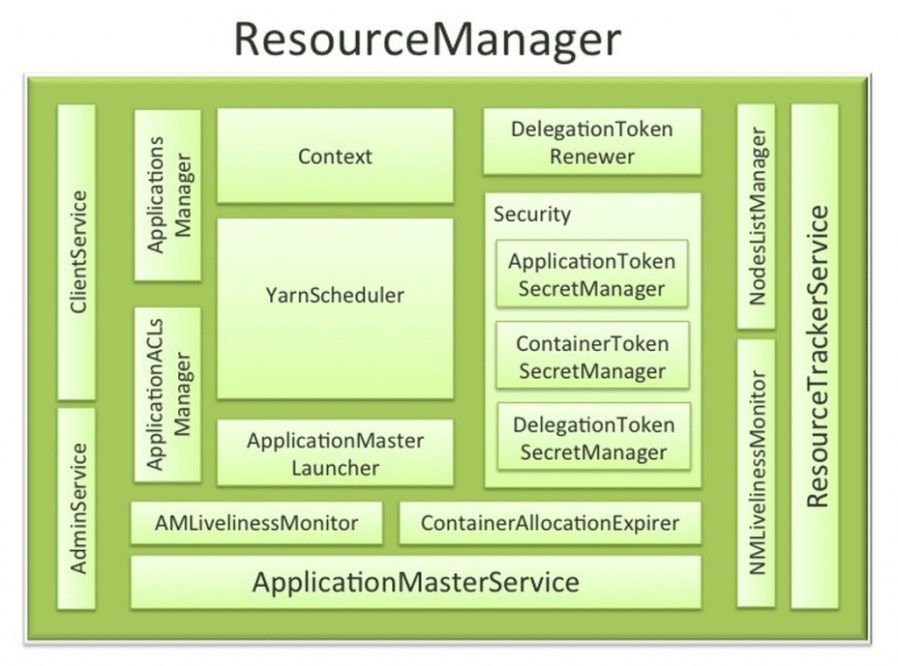 ResourceManager
ClientService
AdminService
Applications
Manager
ApplicationACLs
Manager
Context
YarnScheduler
ApplicationMaster
Launcher
DelegationToken
Renewer
Security
ApplicationToken
SecretManager
ContainerToken
SecretManager
DelegationToken
SecretManager
AMLivelinessMonitor
ContainerAllocationExpirer
ApplicationMasterService
NodesListManager
NMLivelinessMonitor
ResourceTrackerService